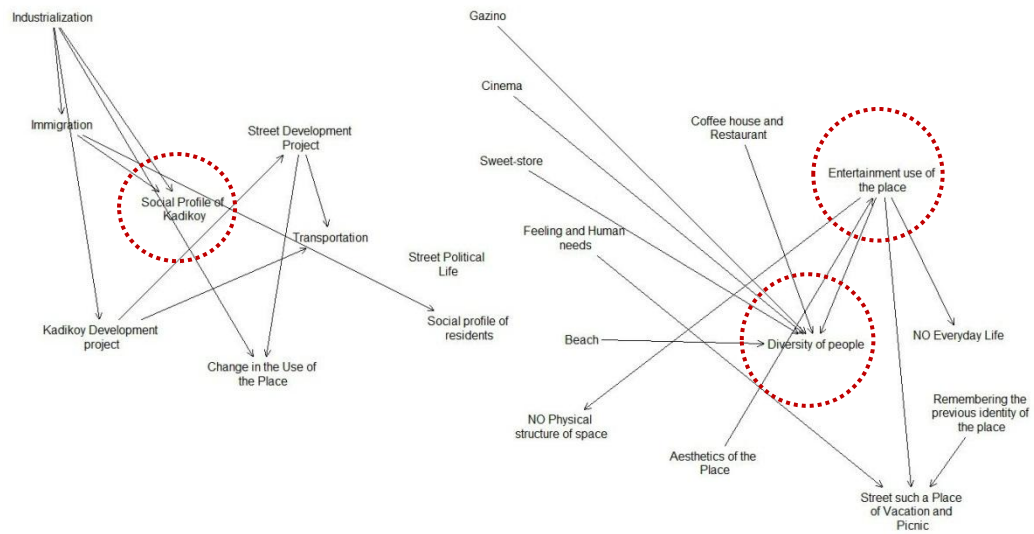 Industrialization
Immigration
Street Development
Project
Social Profile of
Kadikoy
Transportation
Street Political
Life
Kadikoy Development
project
Social profile of
residents
Change in the Use of
the Place
Gazino
Cinema
Coffee house and
Restaurant
Sweet-store
Entertainment use of
the place
Feeling and Human
needs
Beach
Diversity of people
NO Everyday Life
NO Physical
structure of space
Remembering the
previous identity of
the place
Aesthetics of the
Place
Street such a Place
of Vacation and
Picnic